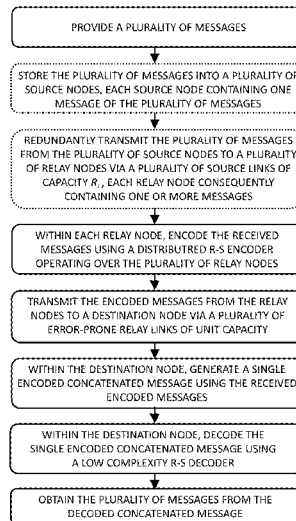 PROVIDE A PLURALITY OF MESSAGES
STORE THE PLURALITY OF MESSAGES INTO A PLURALITY OF
SOURCE NODES, EACH SOURCE NODE CONTAINING ONE
MESSAGE OF THE PLURALITY OF MESSAGES
REDUNDANTLY TRANSMIT THE PLURALITY OF MESSAGES
FROM THE PLURALITY OF SOURCE NODES TO A PLURALITY
OF RELAY NODES VIA A PLURALITY OF SOURCE LINKS OF
CAPACITY R, EACH RELAY NODE CONSEQUENTLY
CONTAINING ONE OR MORE MESSAGES
WITHIN EACH RELAY NODE, ENCODE THE RECEIVED
MESSAGES USING A DISTRIBUTRED R-S ENCODER
OPERATING OVER THE PLURALITY OF RELAY NODES
TRANSMIT THE ENCODED MESSAGES FROM THE RELAY
NODES TO A DESTINATION NODE VIA A PLURALITY OF
ERROR-PRONE RELAY LINKS OF UNIT CAPACITY
WITHIN THE DESTINATION NODE, GENERATE A SINGLE
ENCODED CONCATENATED MESSAGE USING THE RECEIVED
ENCODED MESSAGES
WITHIN THE DESTINATION NODE, DECODE THE
SINGLE ENCODED CONCATENATED MESSAGE USING
A LOW COMPLEXITY R-S DECODER
OBTAIN THE PLURALITY OF MESSAGES FROM THE
DECODED CONCATENATED MESSAGE